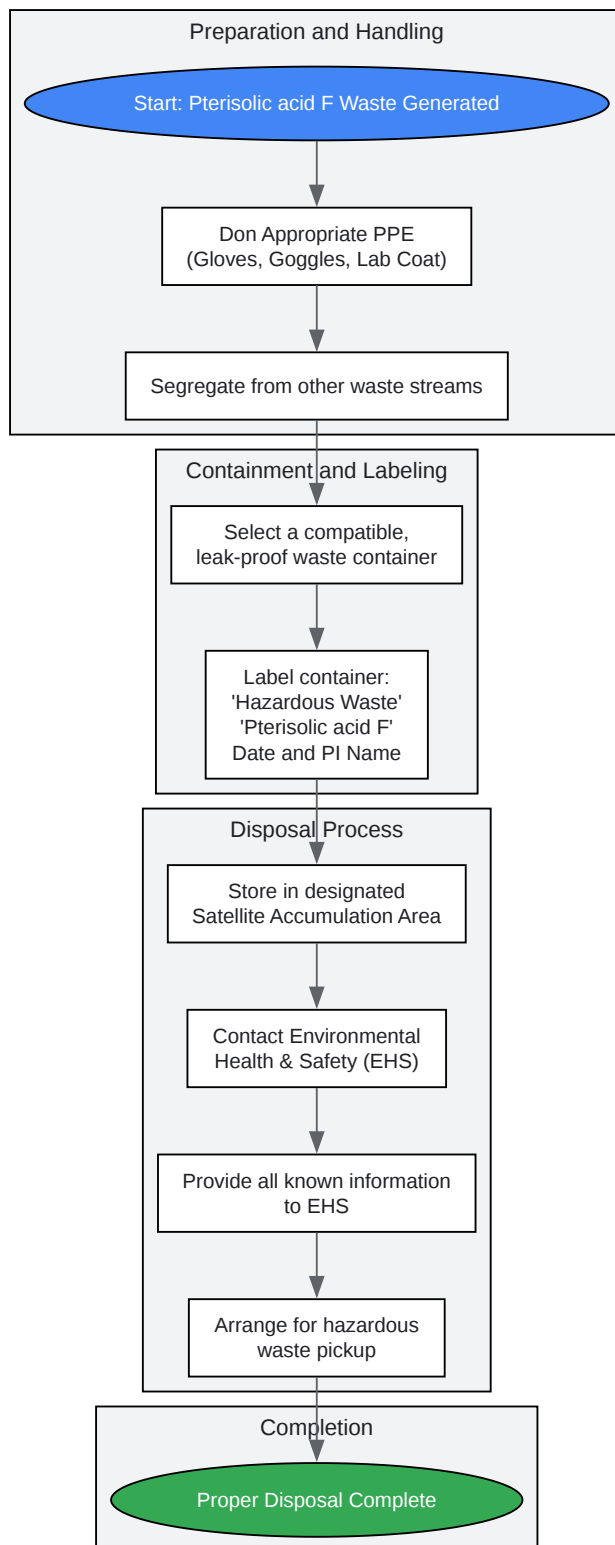 Preparation and Handling
Start: Pterisolic acid F Waste Generated
Don Appropriate PPE
(Gloves, Goggles, Lab Coat)
Segregate from other waste streams
Containment and Labeling
Select a compatible,
leak-proof waste container
Label container:
'Hazardous Waste'
'Pterisolic acid F'
Date and PI Name
Disposal Process
Store in designated
Satellite Accumulation Area
Contact Environmental
Health & Safety (EHS)
Provide all known information
to EHS
Arrange for hazardous
waste pickup
Completion
Proper Disposal Complete